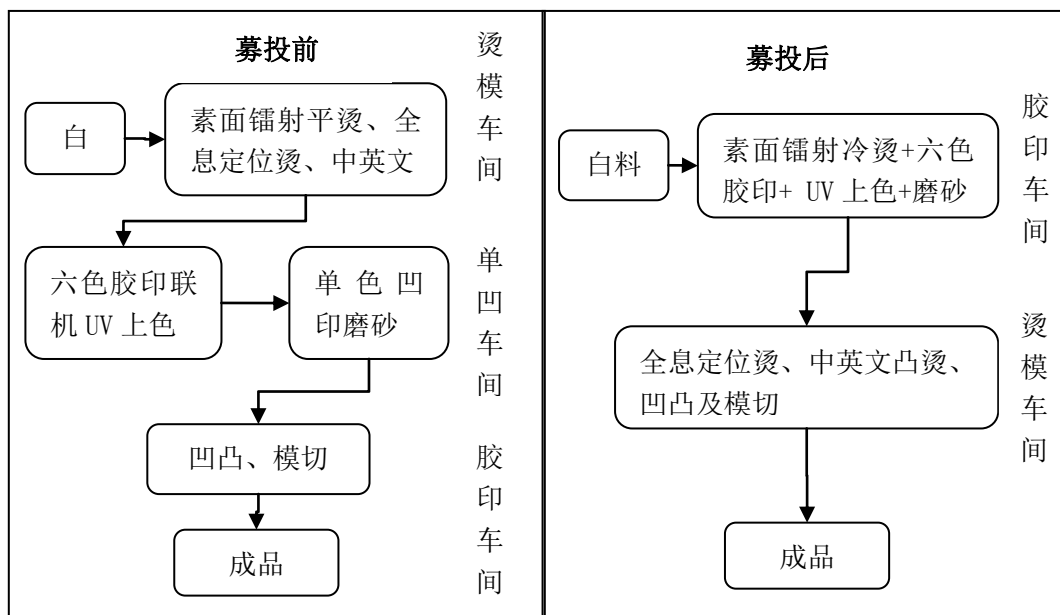 募投前
烫模车间
白
素面镭射平烫、全
息定位烫、中英文
六色胶印联
机 UV 上色
单色凹
印磨砂
单凹车间
凹凸、模切
胶印车间
成品
募投后
胶印车间
白料
素面镭射冷烫+六色
胶印+ UV 上色+磨砂
全息定位烫、中英文凸烫、
凹凸及模切
烫模车间
成品